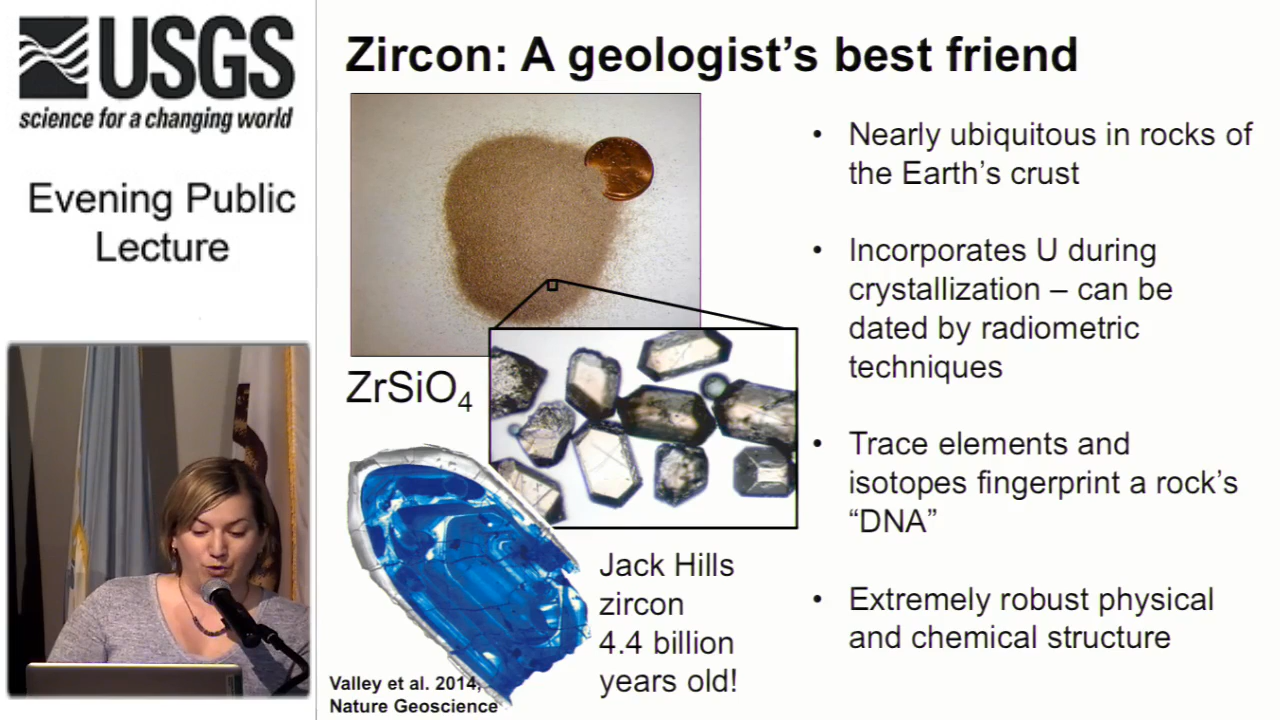 USGS
science for a changing world
Evening Public
Lecture
Zircon: A geologist's best friend
ZrSiO₄
Jack Hills
zircon
4.4 billion
years old!
Valley et al. 2014,
Nature Geoscience
• Nearly ubiquitous in rocks of
the Earth's crust
• Incorporates U during
crystallization – can be
dated by radiometric
techniques
• Trace elements and
isotopes fingerprint a rock's
“DNA”
• Extremely robust physical
and chemical structure